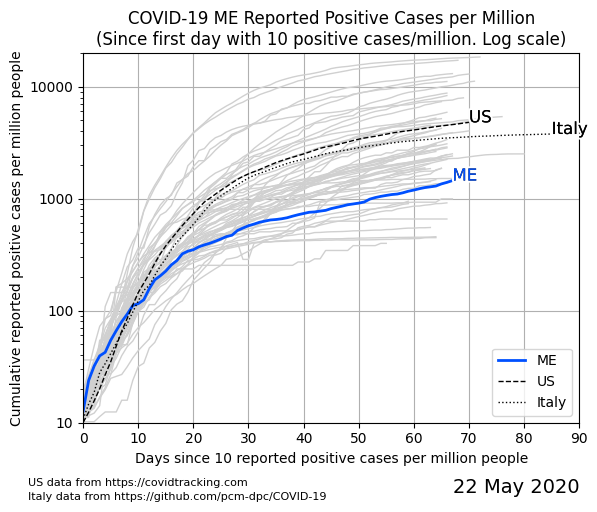 COVID-19 ME Reported Positive Cases per Million
(Since first day with 10 positive cases/million. Log scale)
Cumulative reported positive cases per million people
10000
1000
100
10
US
Italy
ME
ME
US
Italy
0 10 20 30 40 50 60 70 80 90
Days since 10 reported positive cases per million people
US data from https://covidtracking.com
Italy data from https://github.com/pcm-dpc/COVID-19
22 May 2020